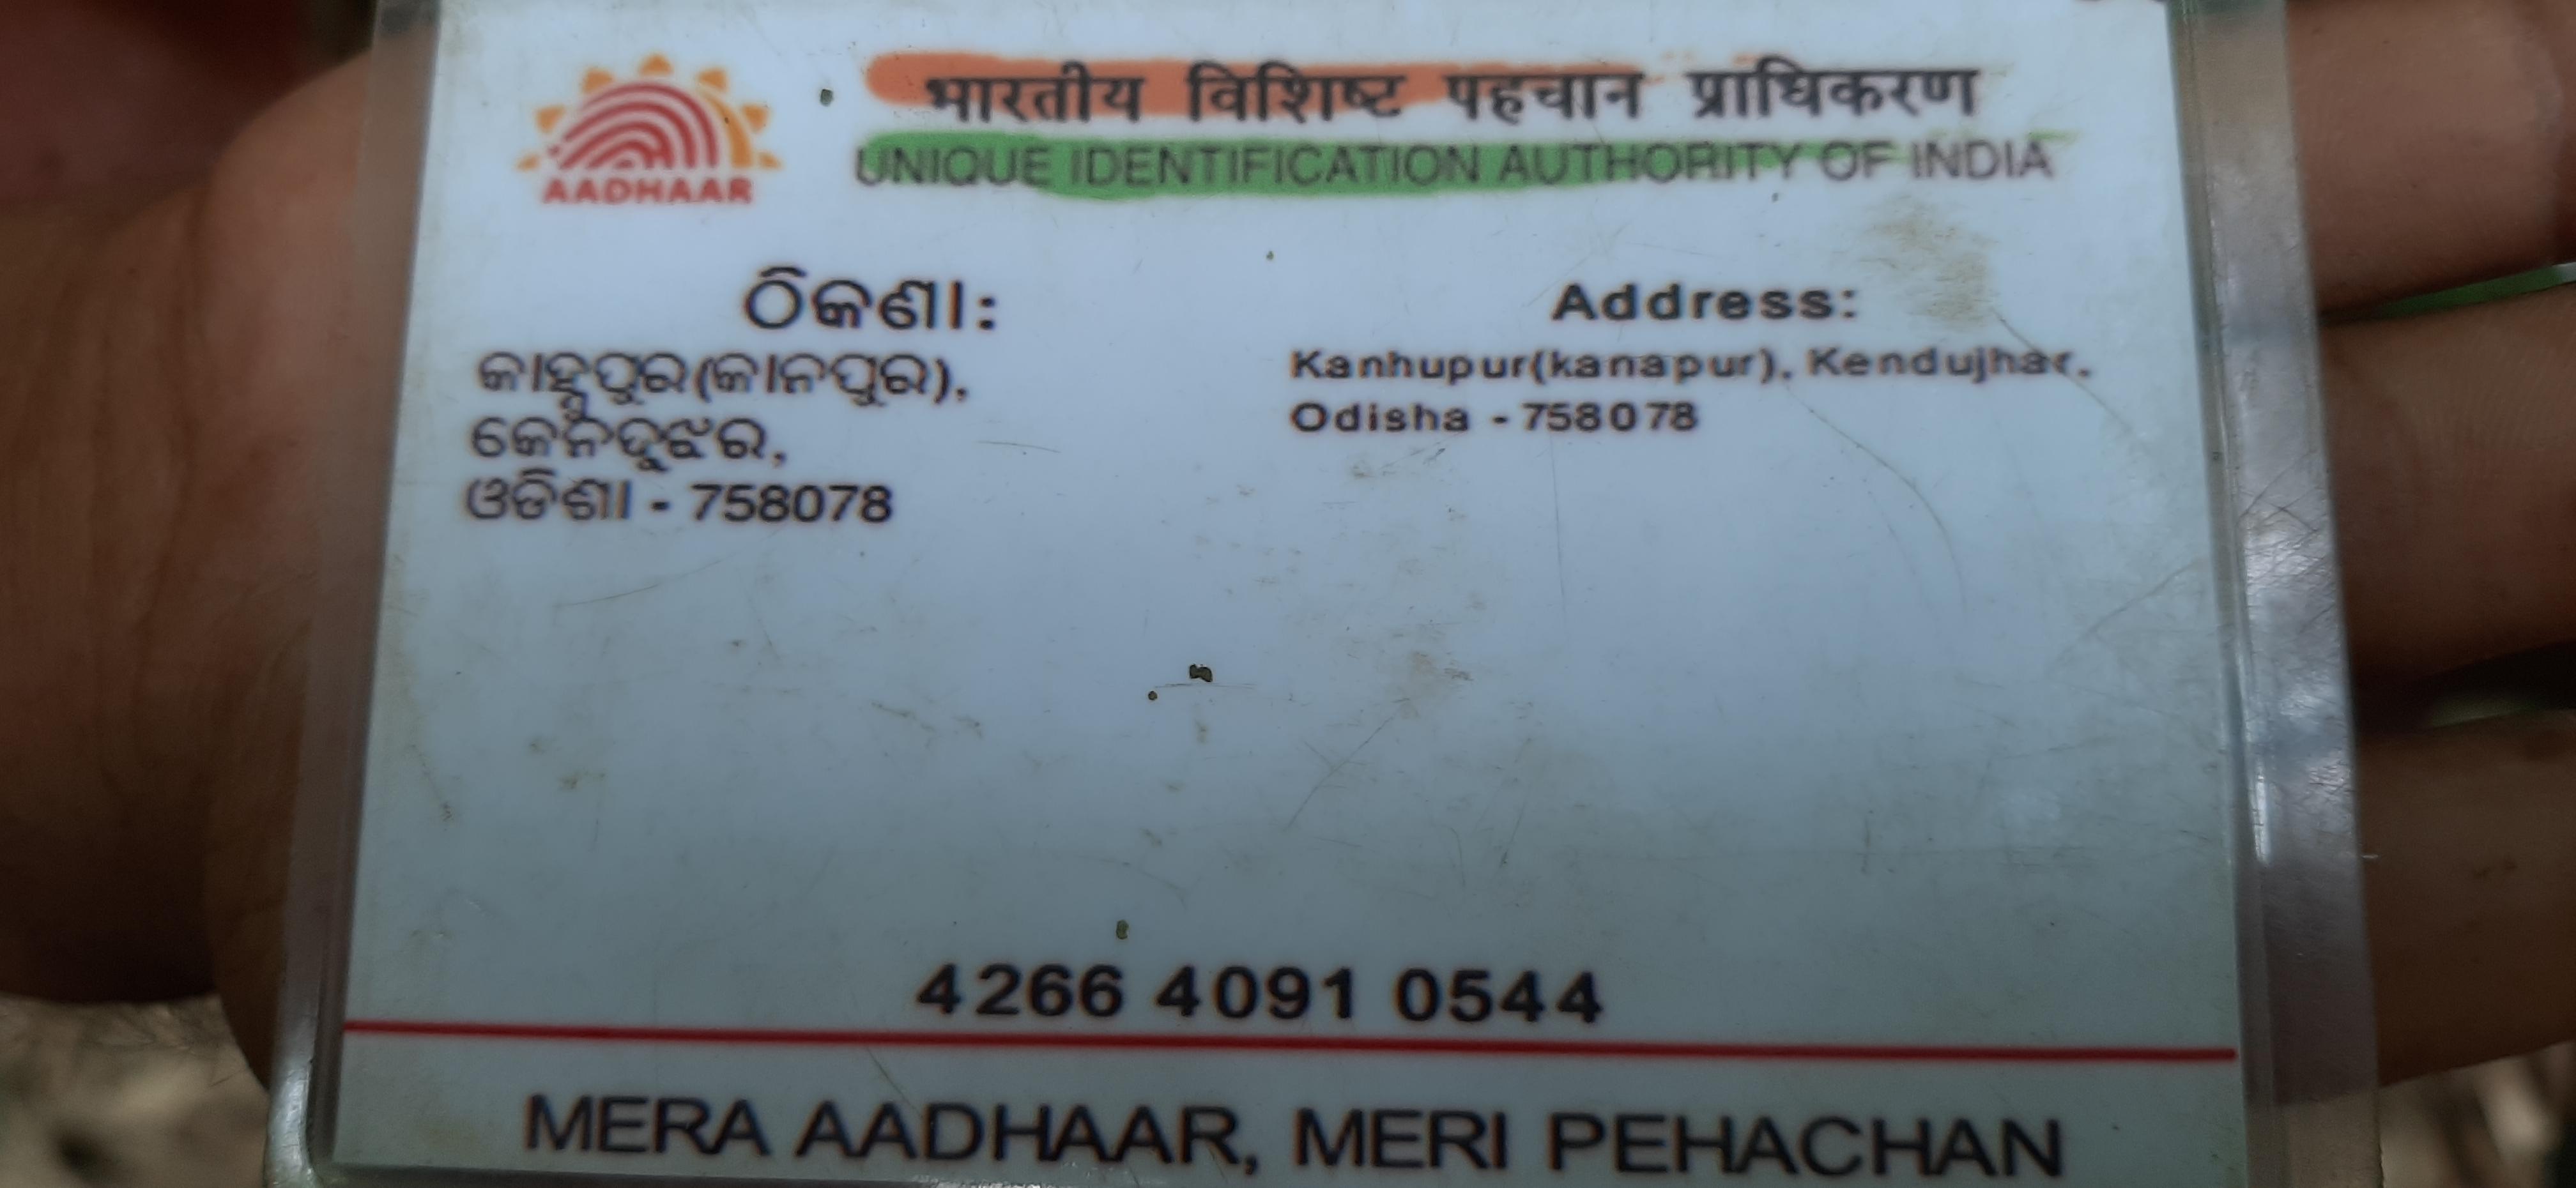 भारतीय विशिष्ट पहचान प्राधिकरण
UNIQUE IDENTIFICATION AUTHORITY OF INDIA
AADHAAR
ଠିକଣା:
କାହ୍ନୁପୁର(କାନପୁର),
କେନଦୁଝର,
ଓଡିଶା - 758078
Address:
Kanhupur(kanapur), Kendujhar,
Odisha - 758078
4266 4091 0544
MERA AADHAAR, MERI PEHACHAN